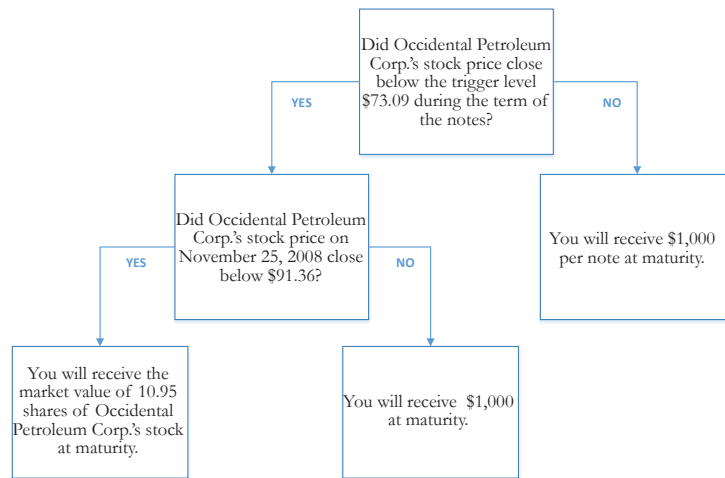 Did Occidental Petroleum
Corp.'s stock price close
below the trigger level
$73.09 during the term of
the notes?
YES
NO
Did Occidental Petroleum
Corp.'s stock price on
November 25, 2008 close
below $91.36?
You will receive $1,000
per note at maturity.
YES
NO
You will receive the
market value of 10.95
shares of Occidental
Petroleum Corp.'s stock
at maturity.
You will receive $1,000
at maturity.